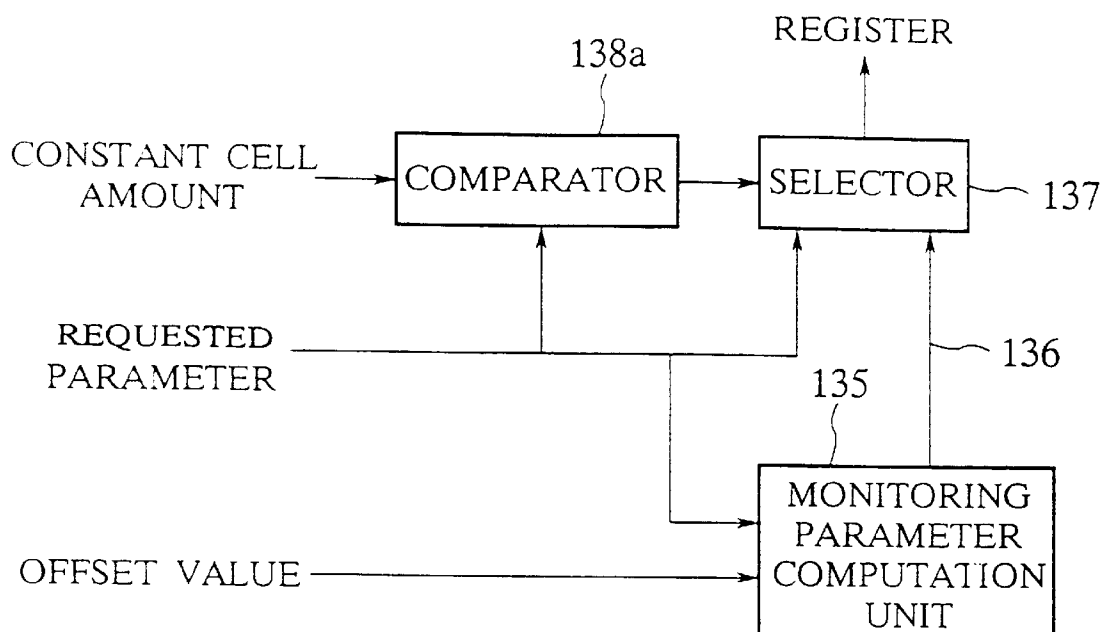 REGISTER
138a
CONSTANT CELL
AMOUNT
COMPARATOR
SELECTOR
137
REQUESTED
PARAMETER
136
135
MONITORING
PARAMETER
COMPUTATION
UNIT
OFFSET VALUE